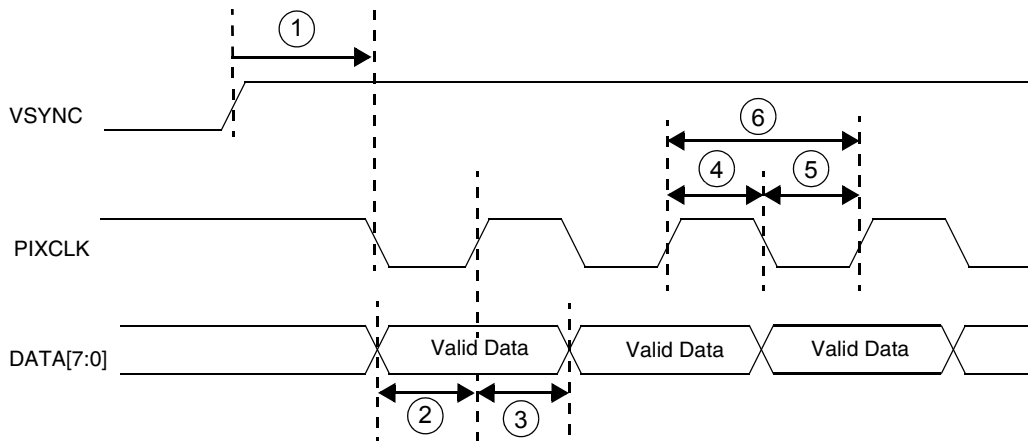 1
VSYNC
6
4
5
PIXCLK
DATA[7:0]
Valid Data
Valid Data
Valid Data
2
3